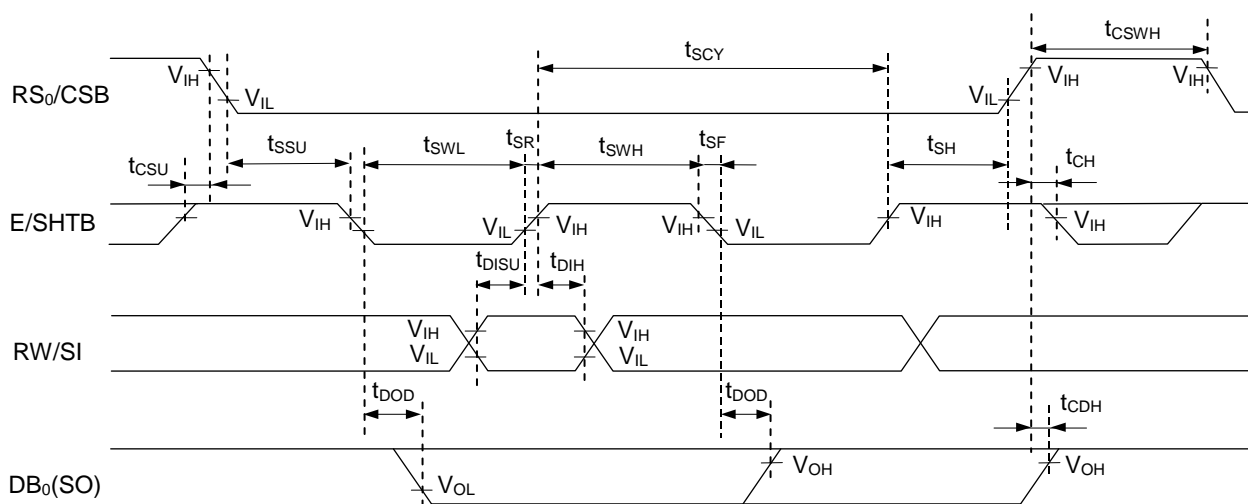 tCSWH
tSCY
VIH
VIH
VIH
RS0/CSB
VIL
VIL
tSSU
tSWL
tSR
tSWH
tSF
tSH
tCH
tCSU
E/SHTB
VIH
VIL
VIH
VIH
VIL
VIH
tDISU
tDIH
RW/SI
VIH
VIH
VIL
VIL
tDOD
tDOD
tCDH
DB0(SO)
VOL
VOH
VOH